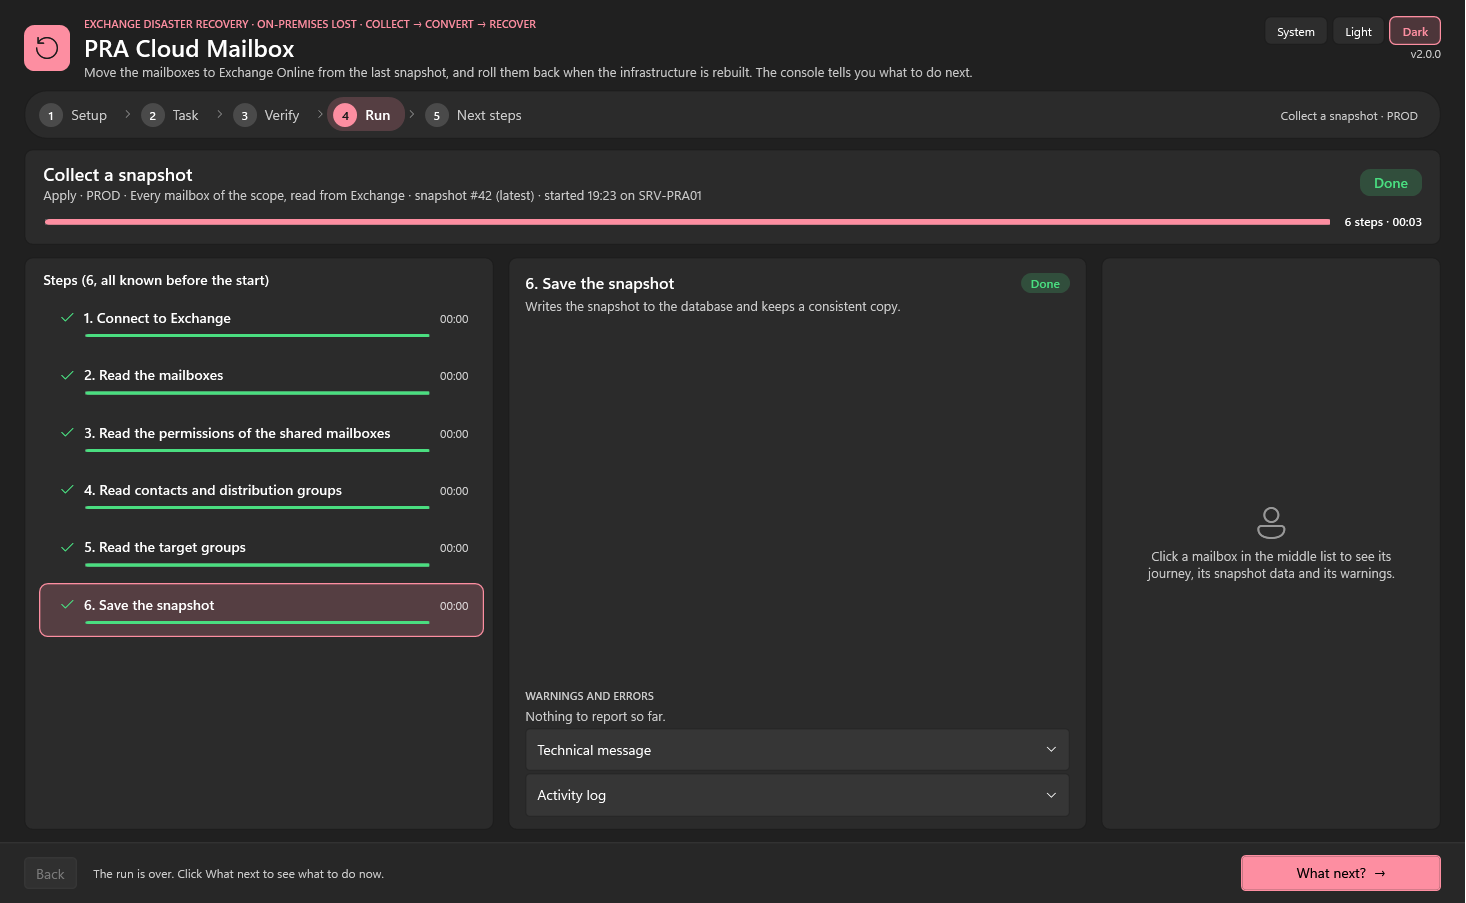 EXCHANGE DISASTER RECOVERY · ON-PREMISES LOST · COLLECT → CONVERT → RECOVER
PRA Cloud Mailbox
Move the mailboxes to Exchange Online from the last snapshot, and roll them back when the infrastructure is rebuilt. The console tells you what to do next.
System
Light
Dark
v2.0.0
1 Setup
2 Task
3 Verify
4 Run
5 Next steps
Collect a snapshot · PROD
Collect a snapshot
Apply · PROD · Every mailbox of the scope, read from Exchange · snapshot #42 (latest) · started 19:23 on SRV-PRA01
Done
6 steps · 00:03
Steps (6, all known before the start)
1. Connect to Exchange 00:00
2. Read the mailboxes 00:00
3. Read the permissions of the shared mailboxes 00:00
4. Read contacts and distribution groups 00:00
5. Read the target groups 00:00
6. Save the snapshot 00:00
6. Save the snapshot
Done
Writes the snapshot to the database and keeps a consistent copy.
WARNINGS AND ERRORS
Nothing to report so far.
Technical message
Activity log
Click a mailbox in the middle list to see its
journey, its snapshot data and its warnings.
Back
The run is over. Click What next to see what to do now.
What next? →